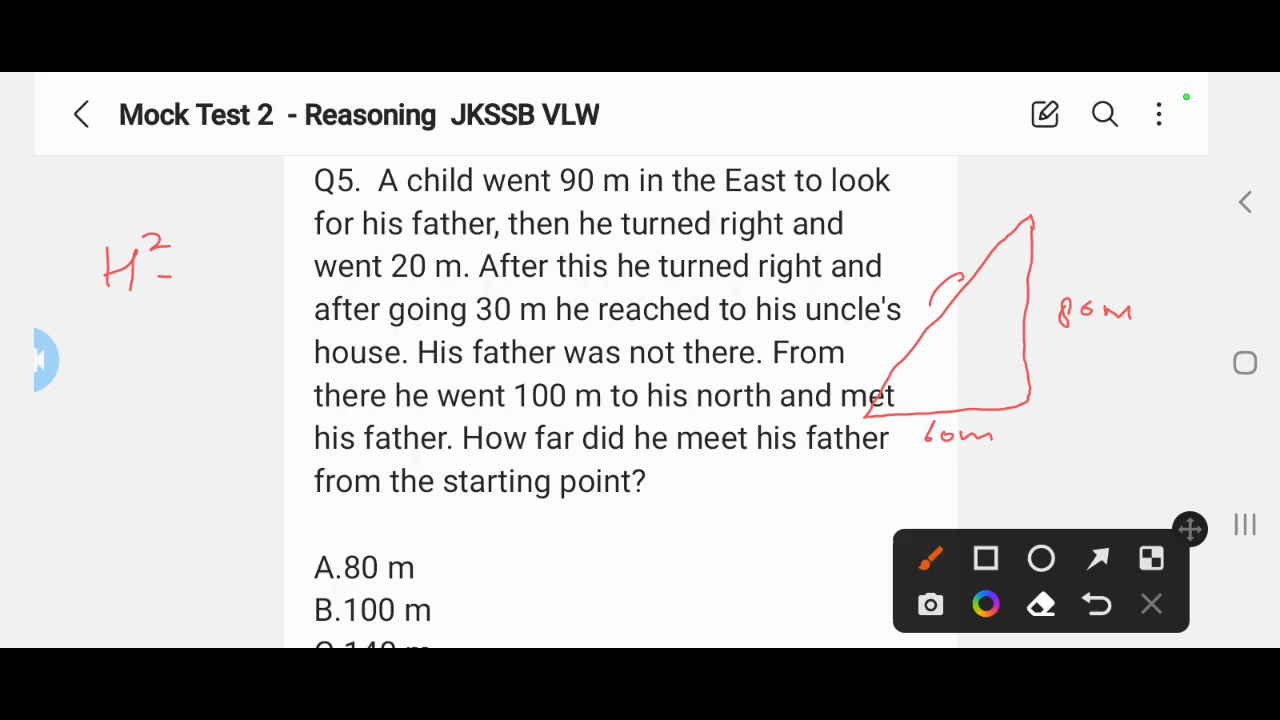 Mock Test 2 - Reasoning JKSSB VLW
Q5. A child went 90 m in the East to look
for his father, then he turned right and
went 20 m. After this he turned right and
after going 30 m he reached to his uncle's
house. His father was not there. From
there he went 100 m to his north and met
his father. How far did he meet his father
from the starting point?
A.80 m
B.100 m
C.140 m
H²=
80m
60m